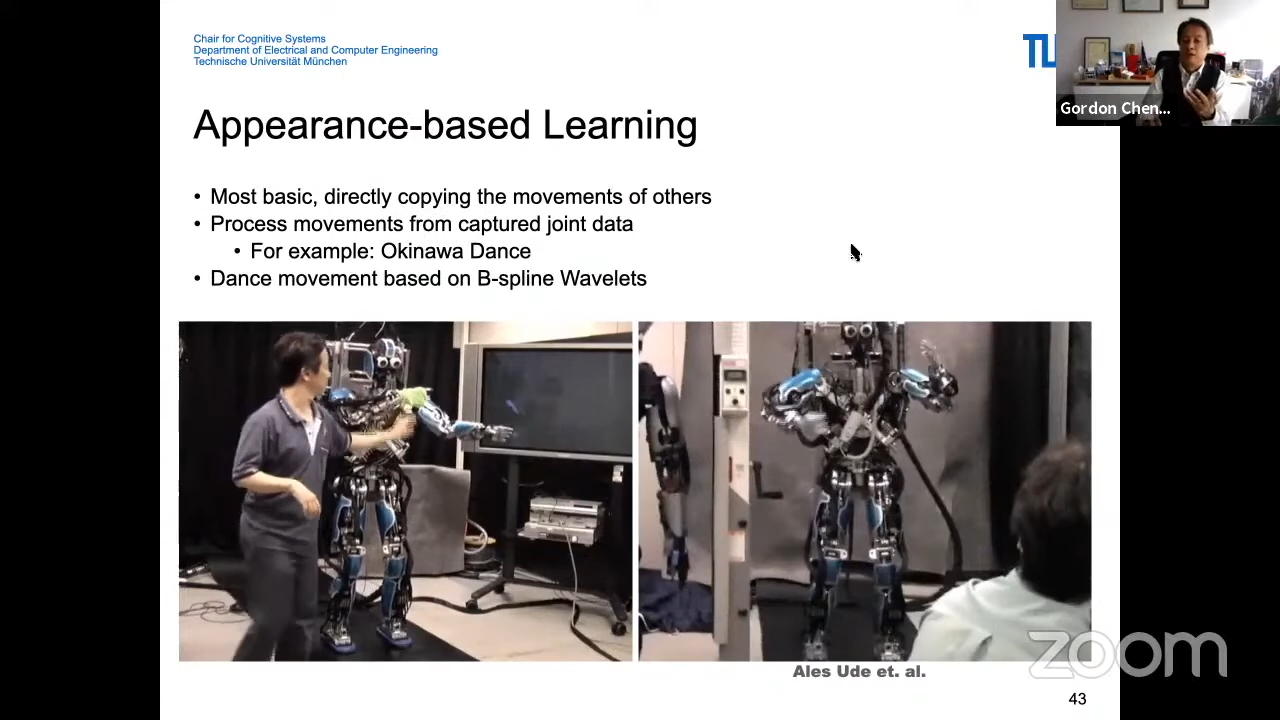 Chair for Cognitive Systems
Department of Electrical and Computer Engineering
Technische Universität München
Gordon Chen...
Appearance-based Learning
• Most basic, directly copying the movements of others
• Process movements from captured joint data
• For example: Okinawa Dance
• Dance movement based on B-spline Wavelets
Ales Ude et. al.
zoom
43